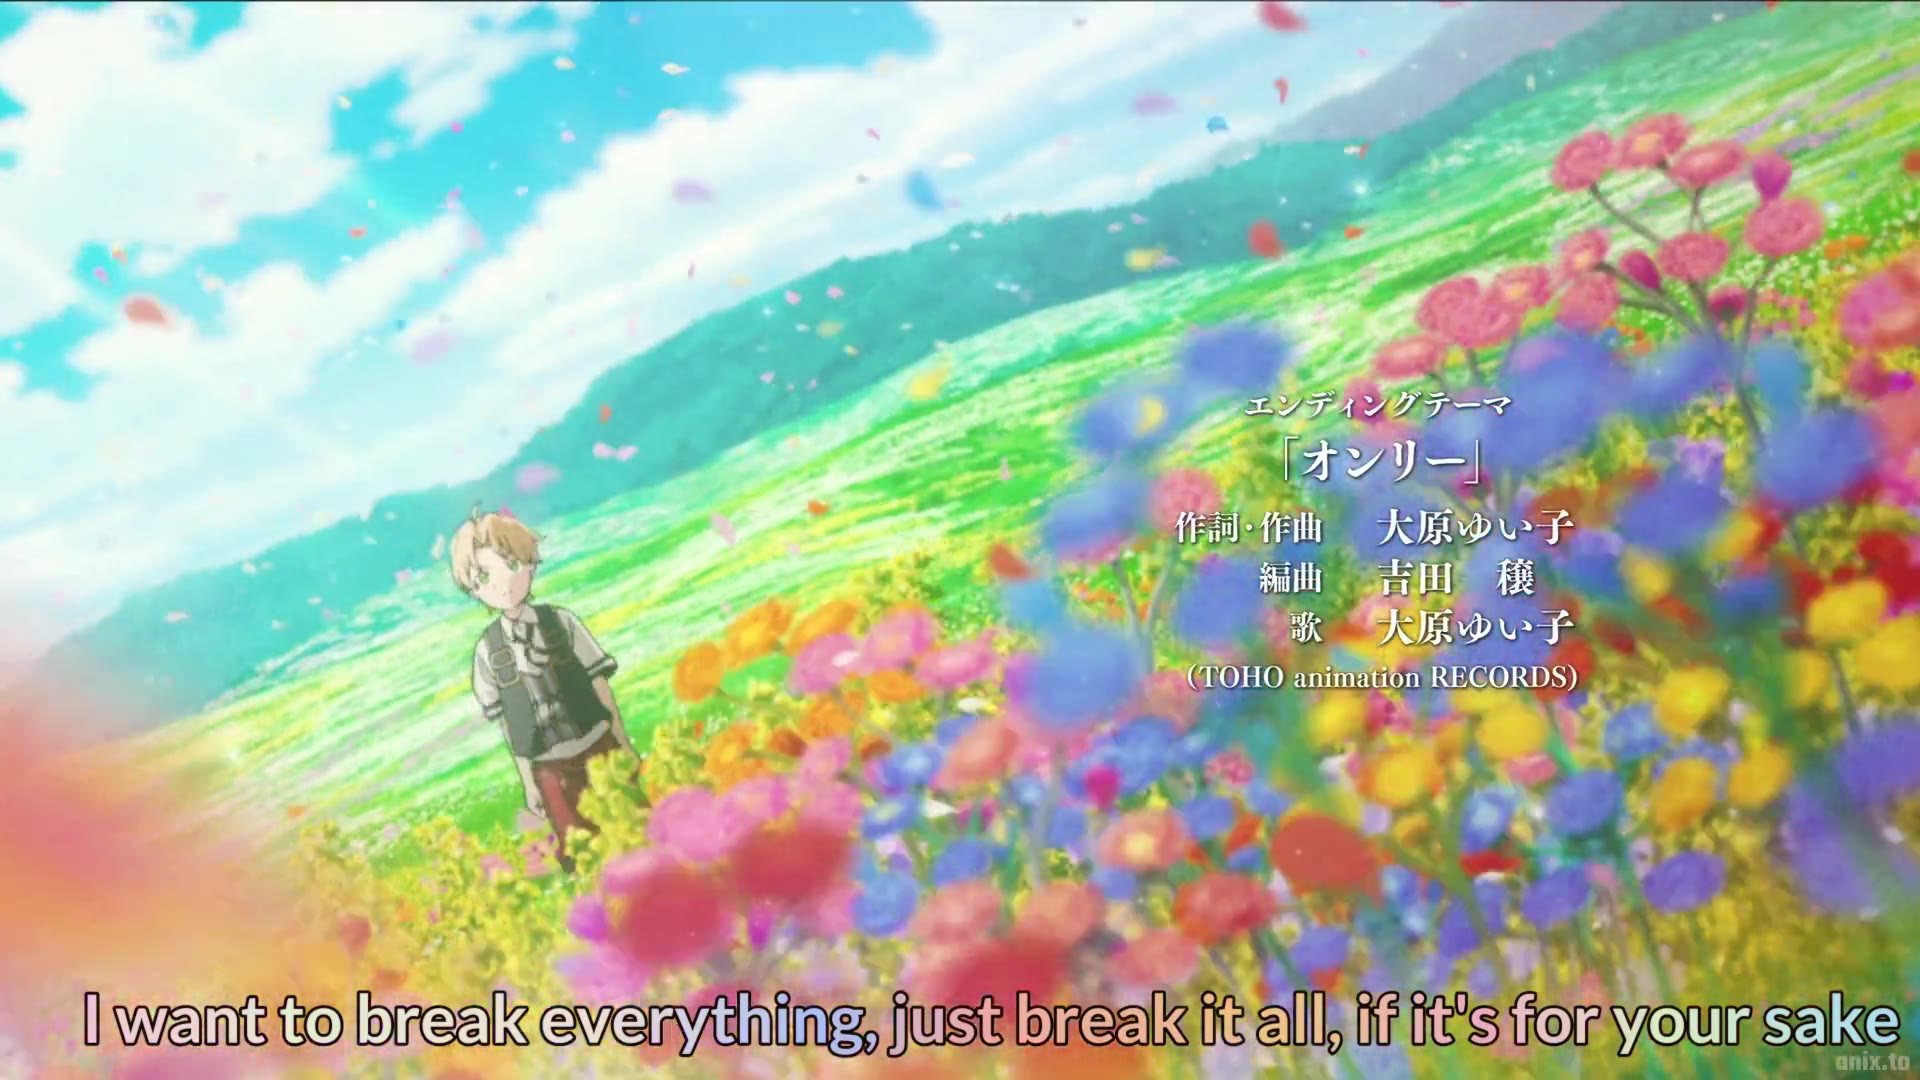 エンディングテーマ
「オンリー」
作詞・作曲 大原ゆい子
編曲 吉田 穣
歌 大原ゆい子
(TOHO animation RECORDS)
I want to break everything, just break it all, if it's for your sake
anix.to